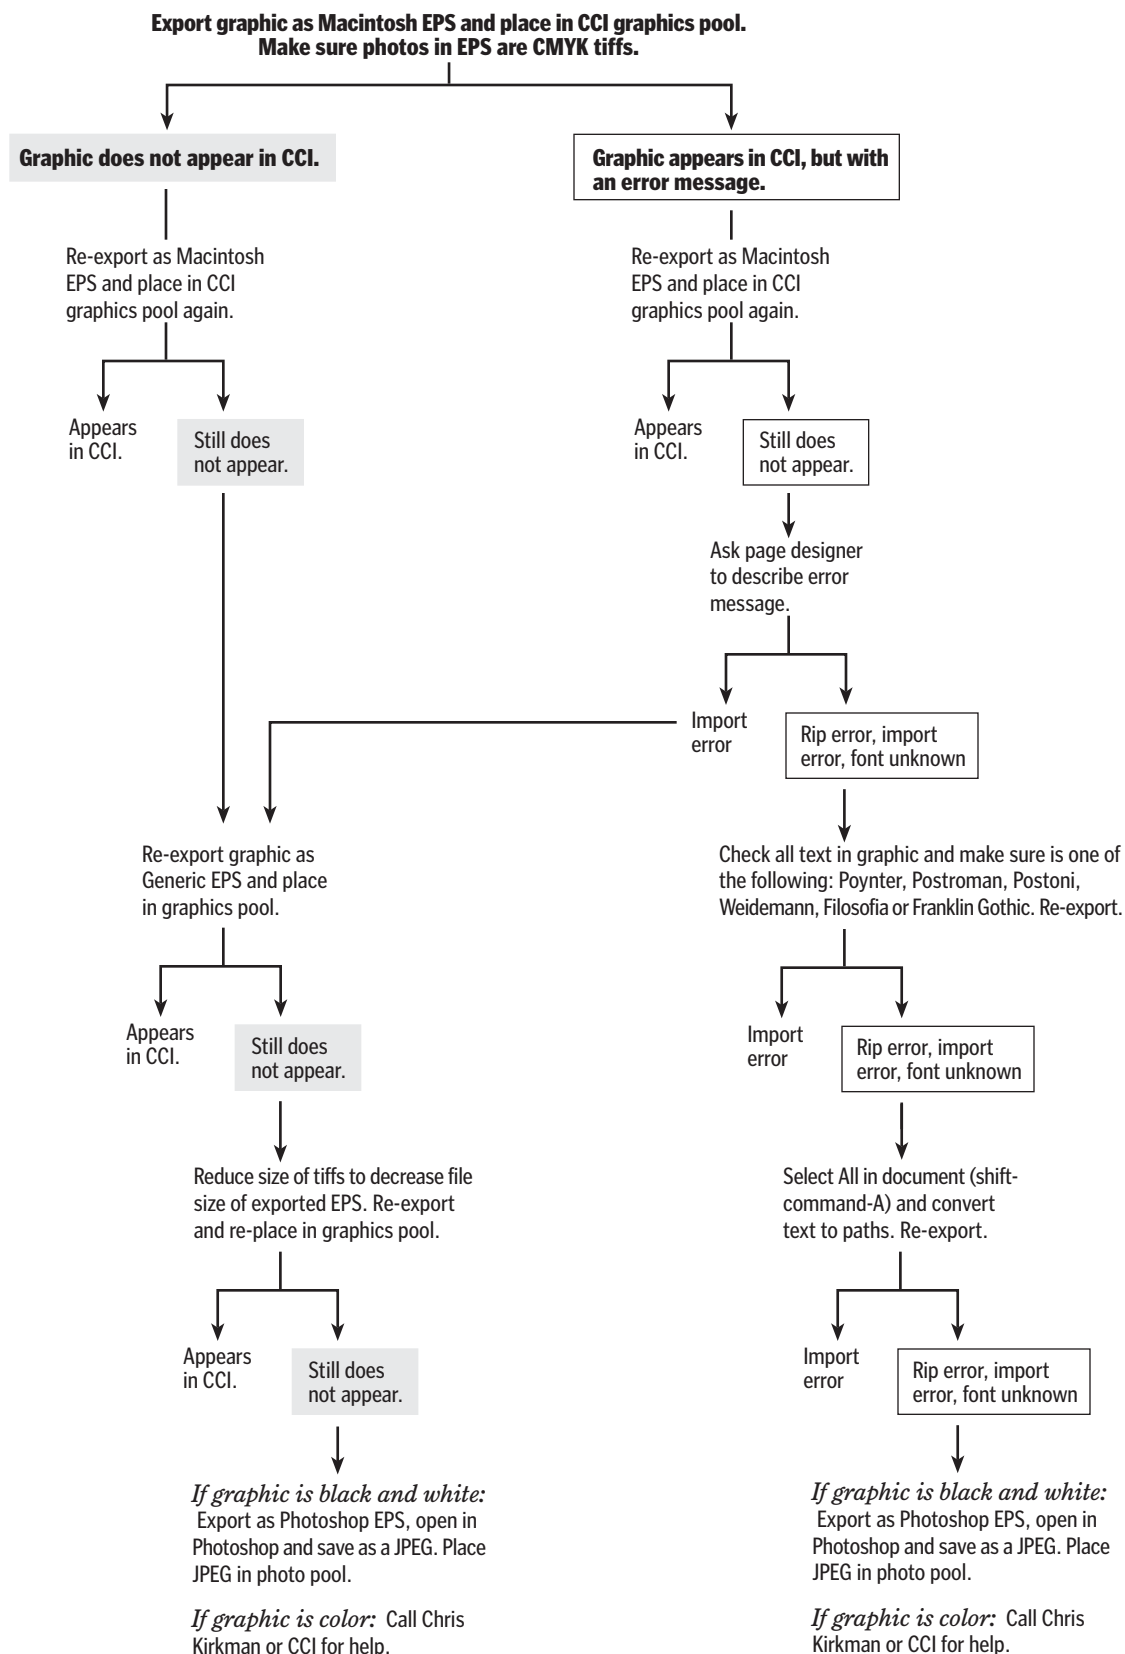 Export graphic as Macintosh EPS and place in CCI graphics pool.
Make sure photos in EPS are CMYK tiffs.
Graphic does not appear in CCI.
Graphic appears in CCI, but with
an error message.
Re-export as Macintosh
EPS and place in CCI
graphics pool again.
Re-export as Macintosh
EPS and place in CCI
graphics pool again.
Appears
in CCI.
Still does
not appear.
Appears
in CCI.
Still does
not appear.
Ask page designer
to describe error
message.
Import
error
Rip error, import
error, font unknown
Re-export graphic as
Generic EPS and place
in graphics pool.
Check all text in graphic and make sure is one of
the following: Poynter, Postroman, Postoni,
Weidemann, Filosofia or Franklin Gothic. Re-export.
Appears
in CCI.
Still does
not appear.
Import
error
Rip error, import
error, font unknown
Reduce size of tiffs to decrease file
size of exported EPS. Re-export
and re-place in graphics pool.
Select All in document (shift-
command-A) and convert
text to paths. Re-export.
Appears
in CCI.
Still does
not appear.
Import
error
Rip error, import
error, font unknown
If graphic is black and white:
Export as Photoshop EPS, open in
Photoshop and save as a JPEG. Place
JPEG in photo pool.
If graphic is color: Call Chris
Kirkman or CCI for help.
If graphic is black and white:
Export as Photoshop EPS, open in
Photoshop and save as a JPEG. Place
JPEG in photo pool.
If graphic is color: Call Chris
Kirkman or CCI for help.